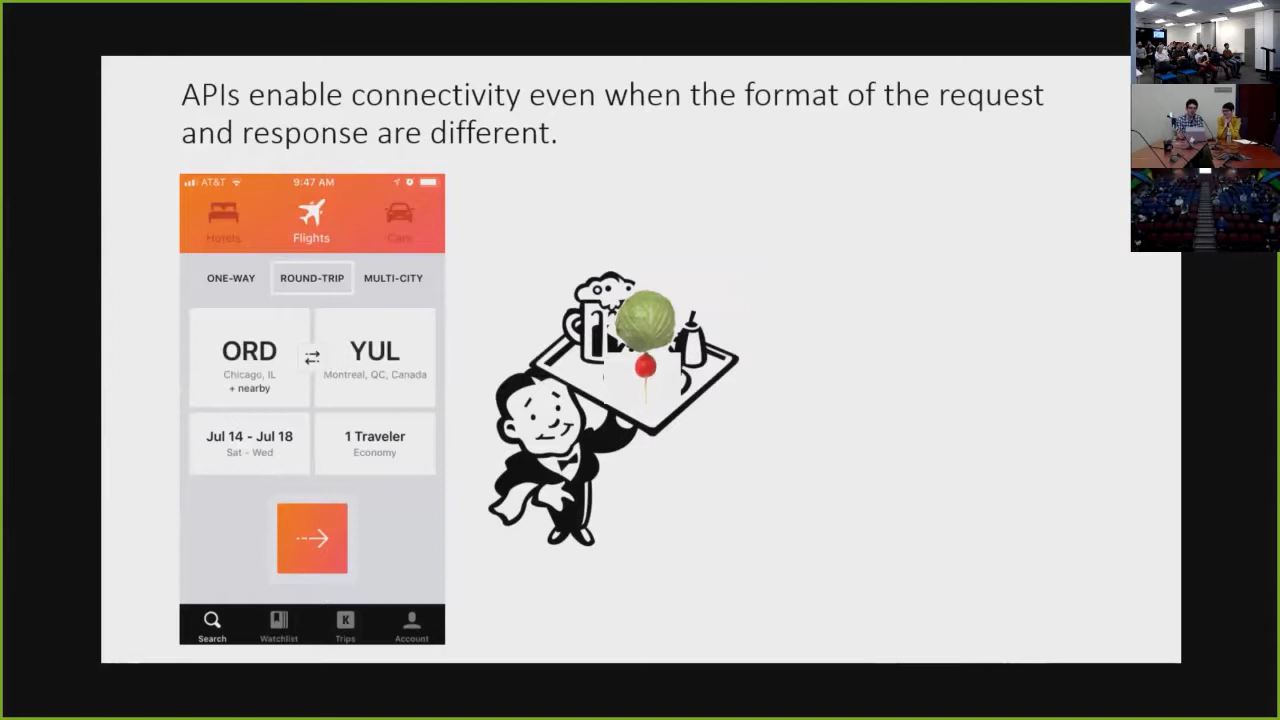 APIs enable connectivity even when the format of the request
and response are different.
AT&T 9:47 AM
Hotels Flights Cars
ONE-WAY ROUND-TRIP MULTI-CITY
ORD YUL
Chicago, IL Montreal, QC, Canada
+ nearby
Jul 14 - Jul 18 1 Traveler
Sat - Wed Economy
K
Search Watchlist Trips Account